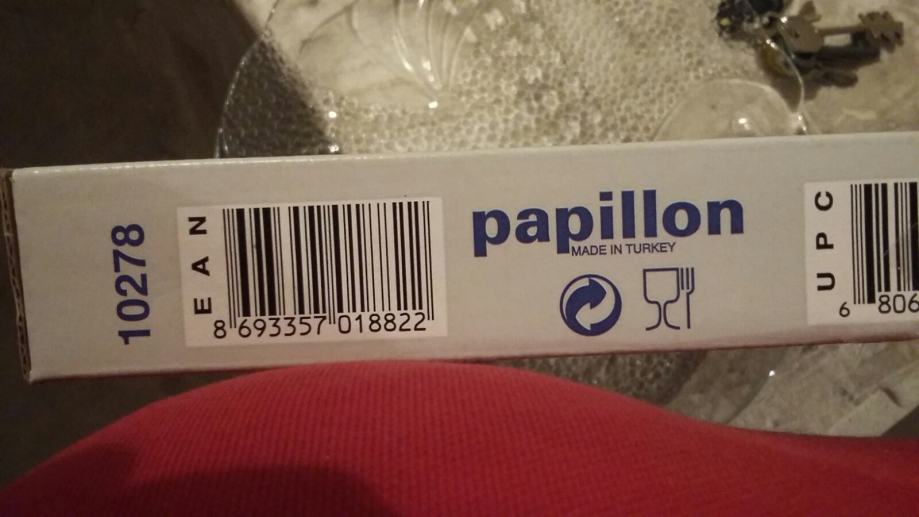 10278
EAN
8 693357 018822
papillon
MADE IN TURKEY
UPC
6 806